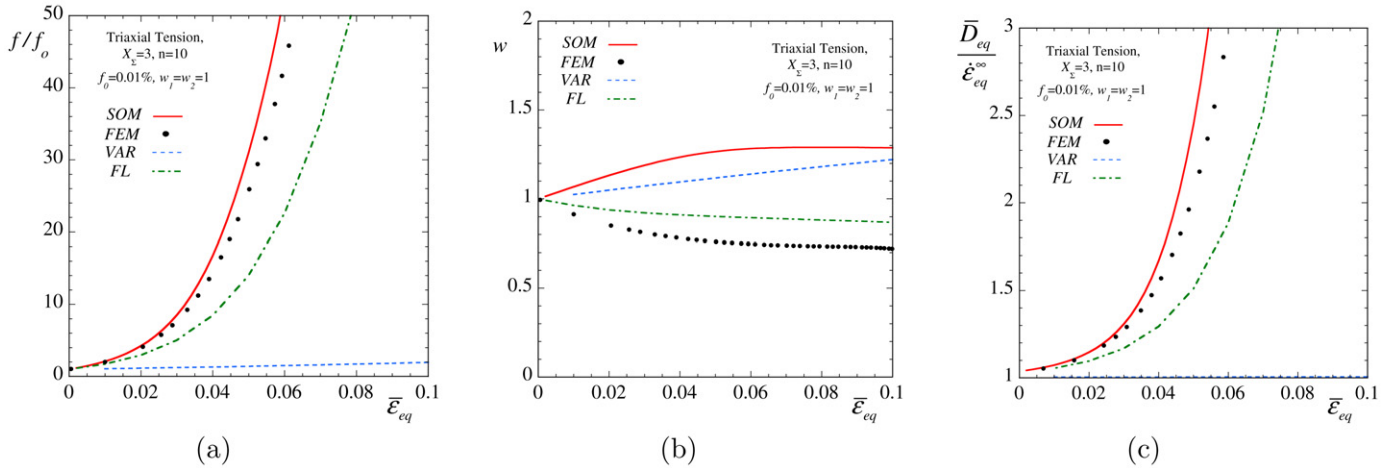 f/f_o
50
40
30
20
10
0
Triaxial Tension,
X_Σ=3, n=10
f_0=0.01%, w_1=w_2=1
SOM
FEM
VAR
FL
0 0.02 0.04 0.06 0.08 0.1
ε̅_eq
(a)
w
2
1.5
1
0.5
0
SOM
FEM
VAR
FL
Triaxial Tension,
X_Σ=3, n=10
f_0=0.01%, w_1=w_2=1
0 0.02 0.04 0.06 0.08 0.1
ε̅_eq
(b)
D̅_eq
ε̇^∞_eq
3
2.5
2
1.5
1
Triaxial Tension,
X_Σ=3, n=10
f_0=0.01%, w_1=w_2=1
SOM
FEM
VAR
FL
0 0.02 0.04 0.06 0.08 0.1
ε̅_eq
(c)